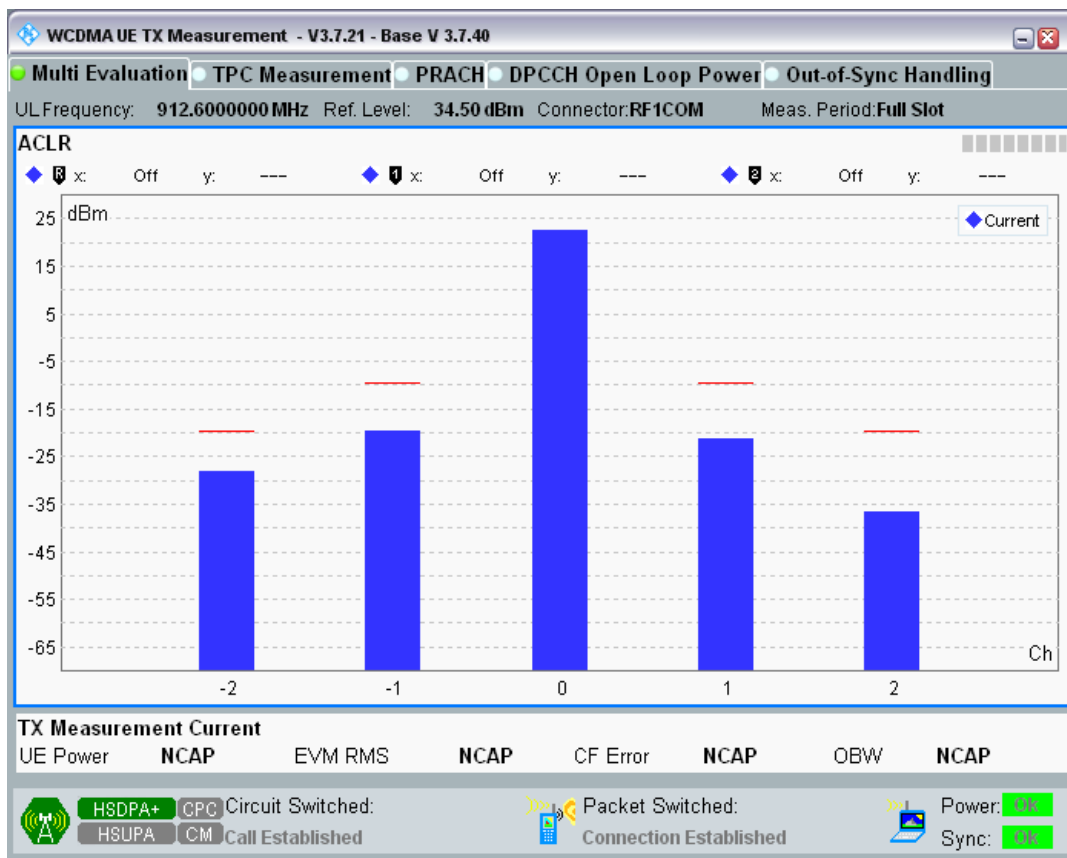 WCDMA UE TX Measurement - V3.7.21 - Base V 3.7.40
Multi Evaluation TPC Measurement PRACH DPCCH Open Loop Power Out-of-Sync Handling
UL Frequency: 912.6000000 MHz Ref. Level: 34.50 dBm Connector:RF1COM Meas. Period:Full Slot
ACLR
R x: Off y: --- 1 x: Off y: --- 2 x: Off y: ---
dBm
Current
25
15
5
-5
-15
-25
-35
-45
-55
-65
Ch
-2 -1 0 1 2
TX Measurement Current
UE Power NCAP EVM RMS NCAP CF Error NCAP OBW NCAP
HSDPA+ CPC Circuit Switched: Packet Switched: Power: Ok
HSUPA CM Call Established Connection Established Sync: Ok